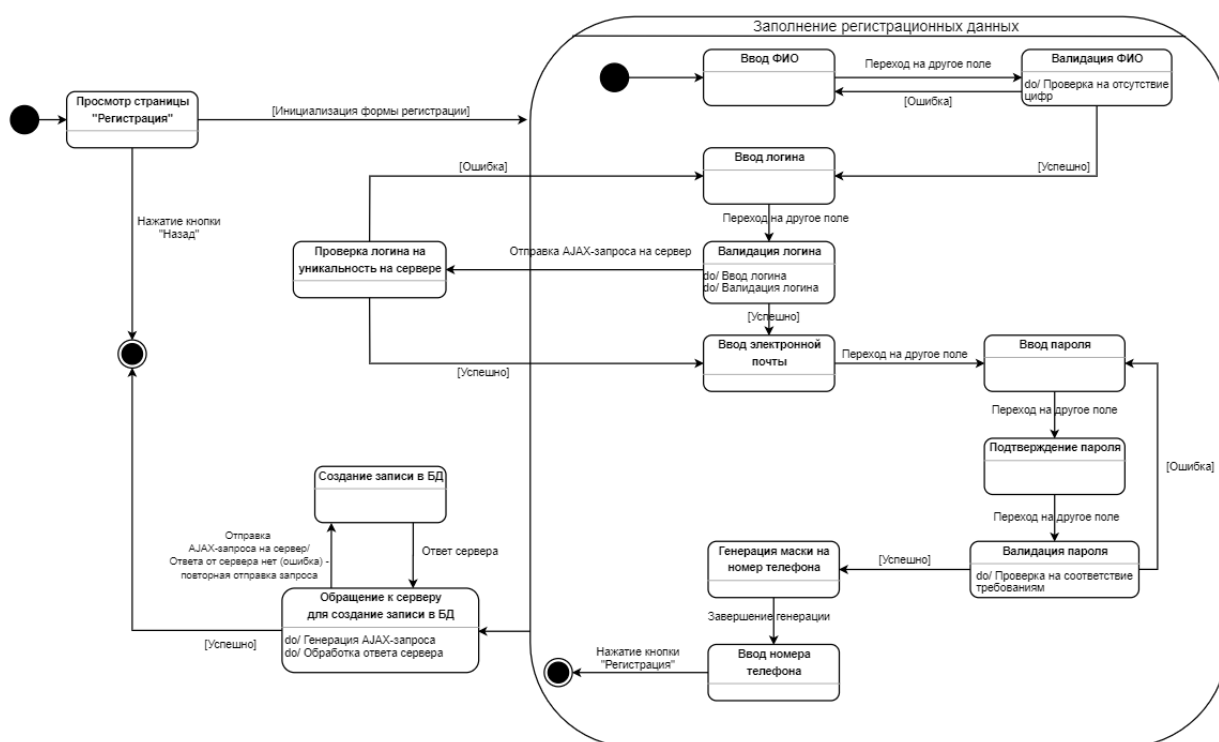 Заполнение регистрационных данных
Ввод ФИО
Переход на другое поле
[Ошибка]
Валидация ФИО
do/ Проверка на отсутствие
цифр
Просмотр страницы
"Регистрация"
[Инициализация формы регистрации]
[Ошибка]
Ввод логина
[Успешно]
Нажатие кнопки
"Назад"
Переход на другое поле
Проверка логина на
уникальность на сервере
Отправка AJAX-запроса на сервер
Валидация логина
do/ Ввод логина
do/ Валидация логина
[Успешно]
[Успешно]
Ввод электронной
почты
Переход на другое поле
Ввод пароля
Переход на другое поле
Подтверждение пароля
[Ошибка]
Переход на другое поле
Создание записи в БД
Отправка
AJAX-запроса на сервер/
Ответа от сервера нет (ошибка) -
повторная отправка запроса
Ответ сервера
Генерация маски на
номер телефона
[Успешно]
Валидация пароля
do/ Проверка на соответствие
требованиям
Обращение к серверу
для создание записи в БД
do/ Генерация AJAX-запроса
do/ Обработка ответа сервера
[Успешно]
Завершение генерации
Нажатие кнопки
"Регистрация"
Ввод номера
телефона